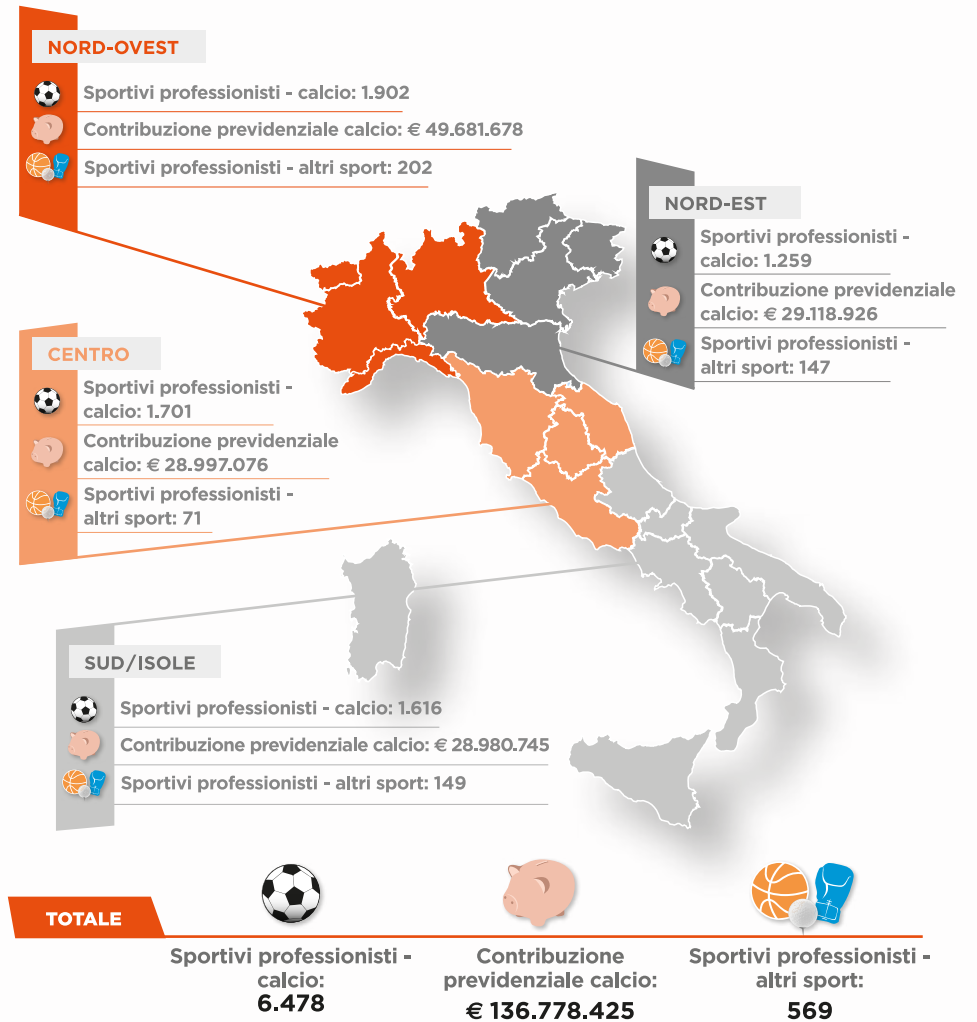 NORD-OVEST
Sportivi professionisti - calcio: 1.902
Contribuzione previdenziale calcio: € 49.681.678
Sportivi professionisti - altri sport: 202
NORD-EST
Sportivi professionisti -
calcio: 1.259
Contribuzione previdenziale
calcio: € 29.118.926
Sportivi professionisti -
altri sport: 147
CENTRO
Sportivi professionisti -
calcio: 1.701
Contribuzione previdenziale
calcio: € 28.997.076
Sportivi professionisti -
altri sport: 71
SUD/ISOLE
Sportivi professionisti - calcio: 1.616
Contribuzione previdenziale calcio: € 28.980.745
Sportivi professionisti - altri sport: 149
TOTALE
Sportivi professionisti -
calcio:
6.478
Contribuzione
previdenziale calcio:
€ 136.778.425
Sportivi professionisti -
altri sport:
569